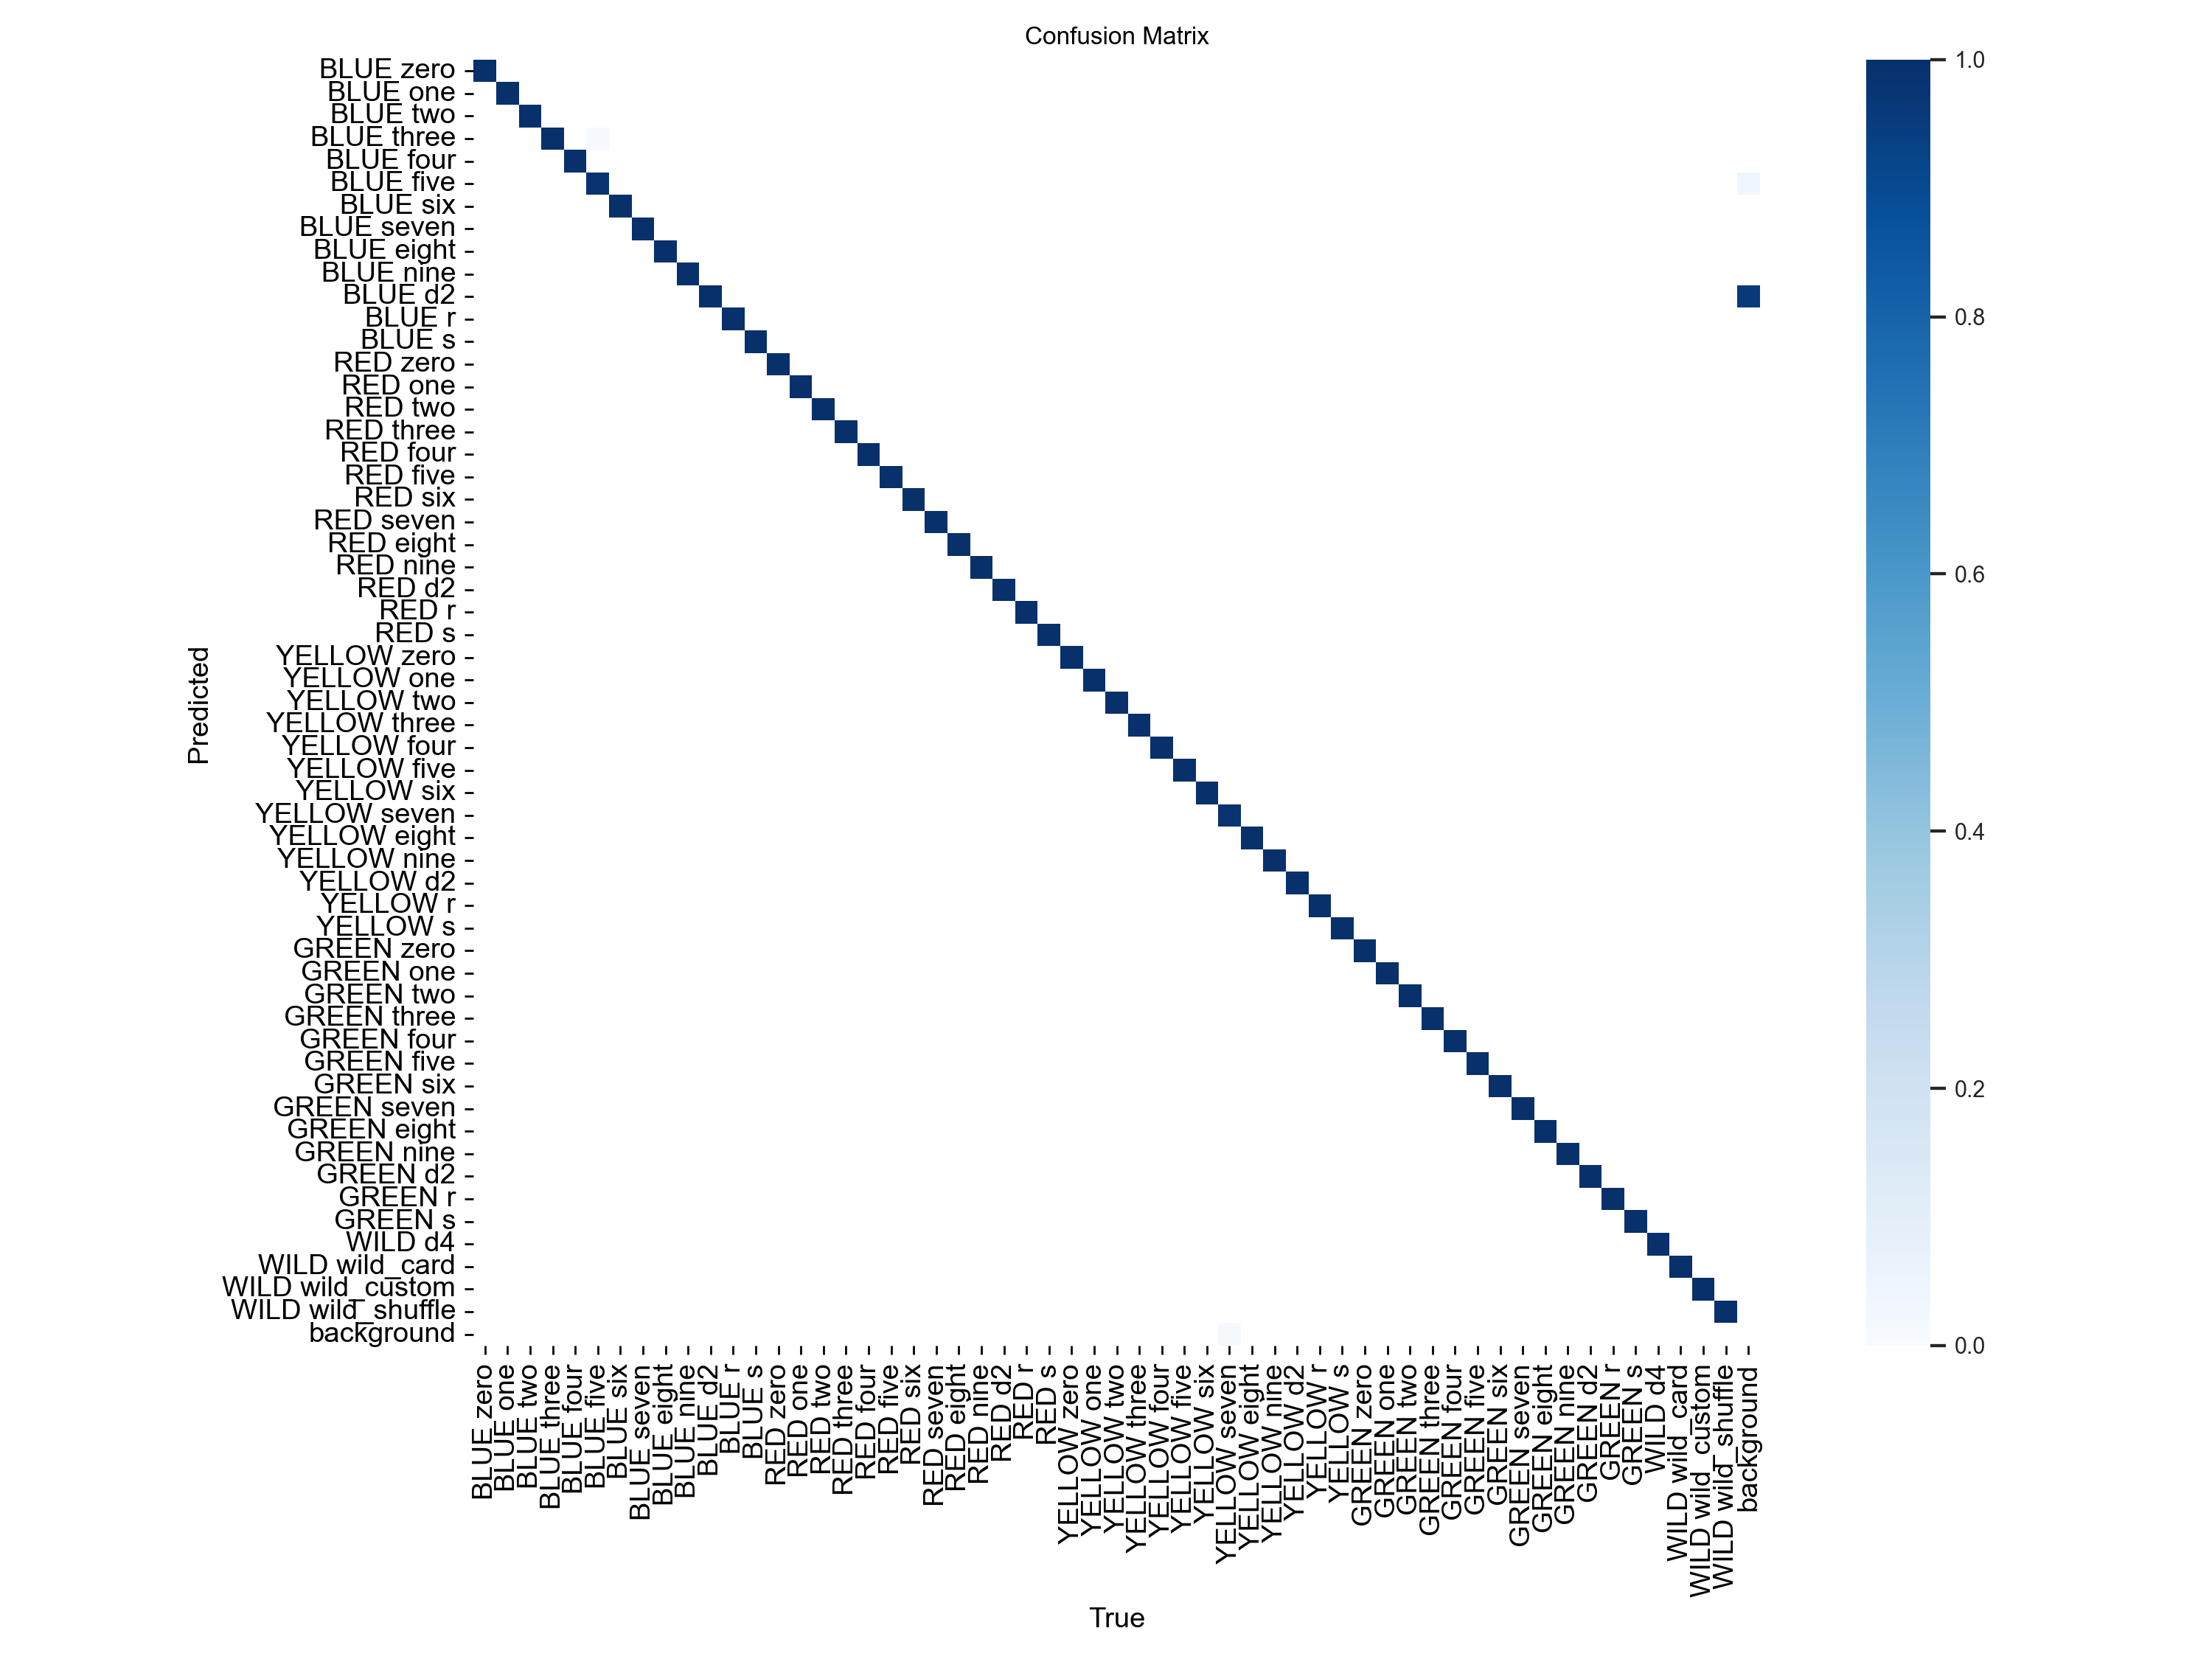 Confusion Matrix
BLUE zero
BLUE one
BLUE two
BLUE three
BLUE four
BLUE five
BLUE six
BLUE seven
BLUE eight
BLUE nine
BLUE d2
BLUE r
BLUE s
RED zero
RED one
RED two
RED three
RED four
RED five
RED six
RED seven
RED eight
RED nine
RED d2
RED r
RED s
YELLOW zero
YELLOW one
YELLOW two
YELLOW three
YELLOW four
YELLOW five
YELLOW six
YELLOW seven
YELLOW eight
YELLOW nine
YELLOW d2
YELLOW r
YELLOW s
GREEN zero
GREEN one
GREEN two
GREEN three
GREEN four
GREEN five
GREEN six
GREEN seven
GREEN eight
GREEN nine
GREEN d2
GREEN r
GREEN s
WILD d4
WILD wild_card
WILD wild_custom
WILD wild_shuffle
background
Predicted
BLUE zero
BLUE one
BLUE two
BLUE three
BLUE four
BLUE five
BLUE six
BLUE seven
BLUE eight
BLUE nine
BLUE d2
BLUE r
BLUE s
RED zero
RED one
RED two
RED three
RED four
RED five
RED six
RED seven
RED eight
RED nine
RED d2
RED r
RED s
YELLOW zero
YELLOW one
YELLOW two
YELLOW three
YELLOW four
YELLOW five
YELLOW six
YELLOW seven
YELLOW eight
YELLOW nine
YELLOW d2
YELLOW r
YELLOW s
GREEN zero
GREEN one
GREEN two
GREEN three
GREEN four
GREEN five
GREEN six
GREEN seven
GREEN eight
GREEN nine
GREEN d2
GREEN r
GREEN s
WILD d4
WILD wild_card
WILD wild_custom
WILD wild_shuffle
background
True
1.0
0.8
0.6
0.4
0.2
0.0